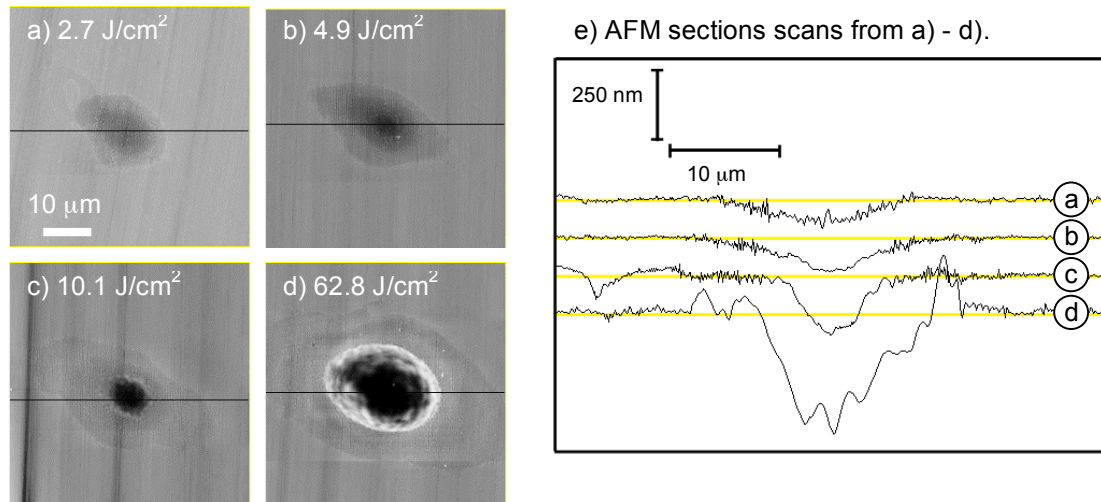 a) 2.7 J/cm²
10 µm
b) 4.9 J/cm²
c) 10.1 J/cm²
d) 62.8 J/cm²
e) AFM sections scans from a) - d).
250 nm
10 µm
a
b
c
d